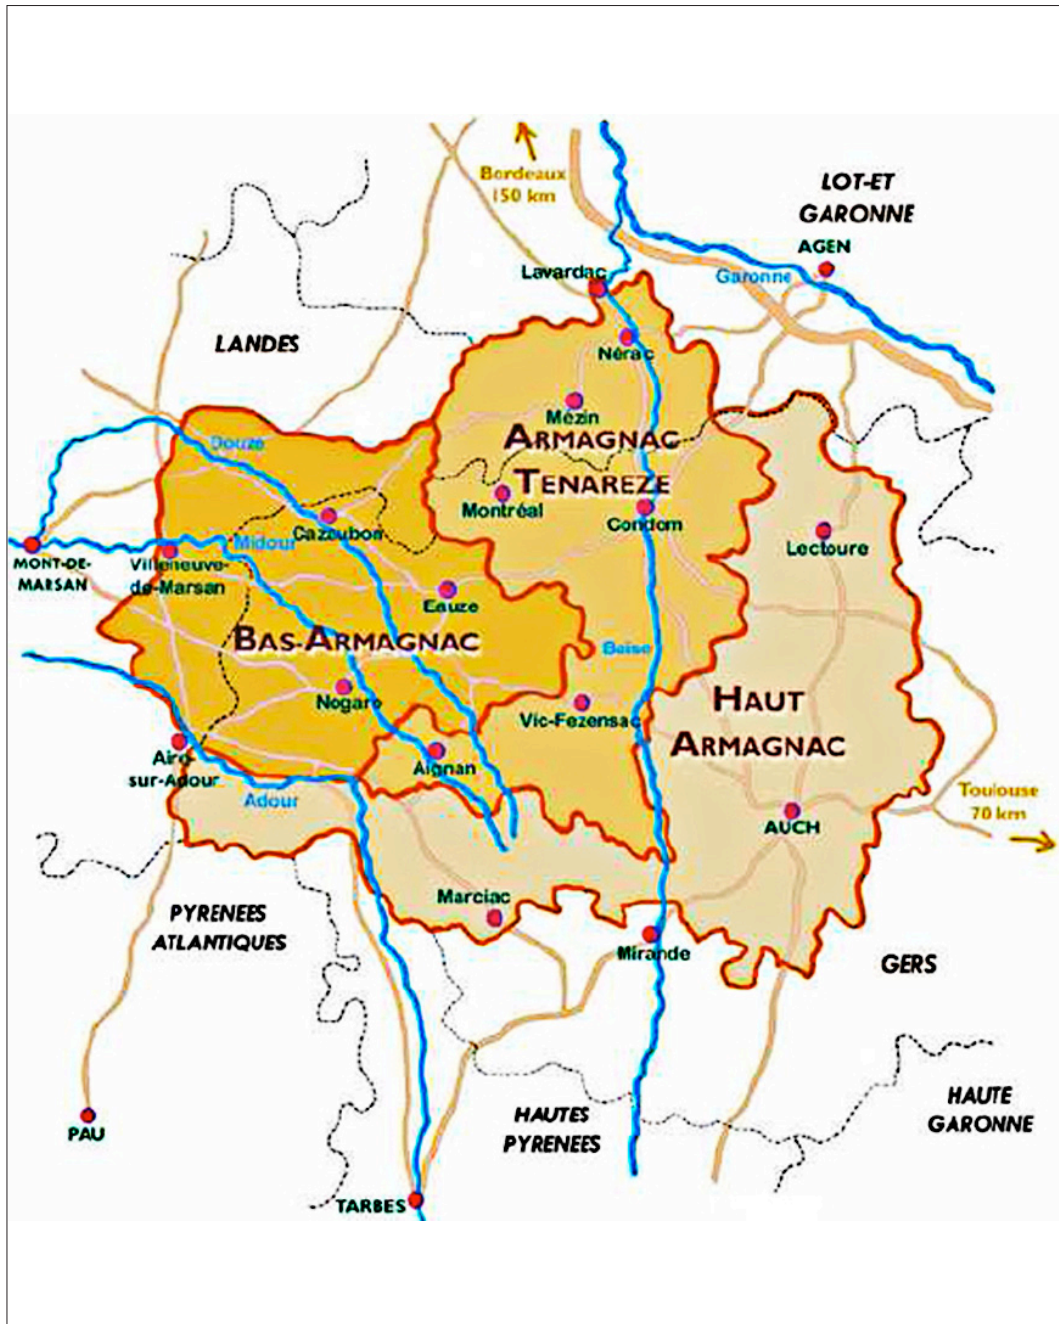 Bordeaux
150 km
LOT-ET
GARONNE
AGEN
Lavardac
Garonne
LANDES
Nérac
Mézin
Douze
ARMAGNAC
TENAREZE
Montréal
Condom
Cazaubon
Midour
Lectoure
MONT-DE-
MARSAN
Villeneuve-
de-Marsan
Eauze
BAS-ARMAGNAC
Baise
Nogaro
Vic-Fezensac
HAUT
ARMAGNAC
Aire-
sur-Adour
Aignan
Adour
Toulouse
70 km
AUCH
Marciac
PYRENEES
ATLANTIQUES
Mirande
GERS
HAUTES
PYRENEES
HAUTE
GARONNE
PAU
TARBES